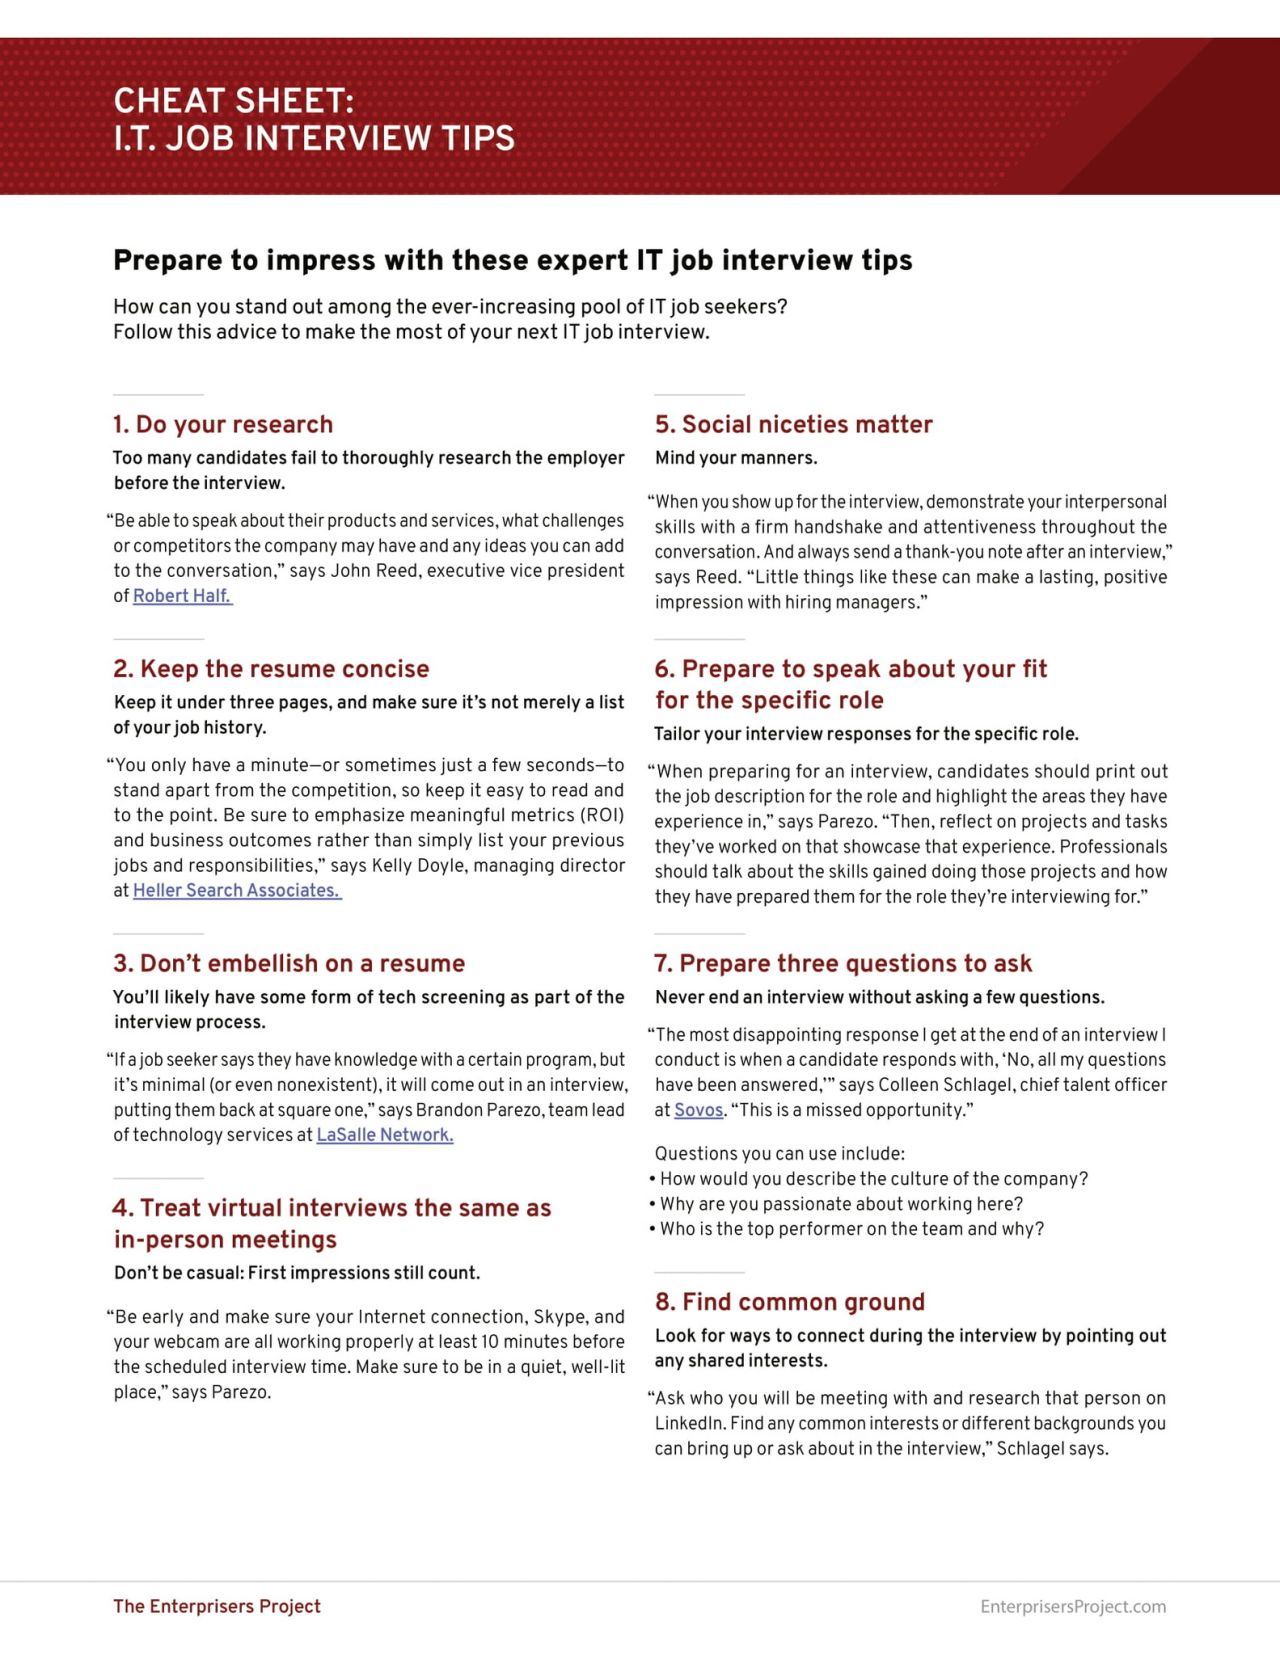 CHEAT SHEET:
I.T. JOB INTERVIEW TIPS
Prepare to impress with these expert IT job interview tips
How can you stand out among the ever-increasing pool of IT job seekers?
Follow this advice to make the most of your next IT job interview.
1. Do your research
Too many candidates fail to thoroughly research the employer
before the interview.
“Be able to speak about their products and services, what challenges
or competitors the company may have and any ideas you can add
to the conversation,” says John Reed, executive vice president
of Robert Half.
2. Keep the resume concise
Keep it under three pages, and make sure it’s not merely a list
of your job history.
“You only have a minute—or sometimes just a few seconds—to
stand apart from the competition, so keep it easy to read and
to the point. Be sure to emphasize meaningful metrics (ROI)
and business outcomes rather than simply list your previous
jobs and responsibilities,” says Kelly Doyle, managing director
at Heller Search Associates.
3. Don’t embellish on a resume
You’ll likely have some form of tech screening as part of the
interview process.
“If a job seeker says they have knowledge with a certain program, but
it’s minimal (or even nonexistent), it will come out in an interview,
putting them back at square one,” says Brandon Parezo, team lead
of technology services at LaSalle Network.
4. Treat virtual interviews the same as
in-person meetings
Don’t be casual: First impressions still count.
“Be early and make sure your Internet connection, Skype, and
your webcam are all working properly at least 10 minutes before
the scheduled interview time. Make sure to be in a quiet, well-lit
place,” says Parezo.
5. Social niceties matter
Mind your manners.
“When you show up for the interview, demonstrate your interpersonal
skills with a firm handshake and attentiveness throughout the
conversation. And always send a thank-you note after an interview,”
says Reed. “Little things like these can make a lasting, positive
impression with hiring managers.”
6. Prepare to speak about your fit
for the specific role
Tailor your interview responses for the specific role.
“When preparing for an interview, candidates should print out
the job description for the role and highlight the areas they have
experience in,” says Parezo. “Then, reflect on projects and tasks
they’ve worked on that showcase that experience. Professionals
should talk about the skills gained doing those projects and how
they have prepared them for the role they’re interviewing for.”
7. Prepare three questions to ask
Never end an interview without asking a few questions.
“The most disappointing response I get at the end of an interview I
conduct is when a candidate responds with, ‘No, all my questions
have been answered,’” says Colleen Schlagel, chief talent officer
at Sovos. “This is a missed opportunity.”
Questions you can use include:
• How would you describe the culture of the company?
• Why are you passionate about working here?
• Who is the top performer on the team and why?
8. Find common ground
Look for ways to connect during the interview by pointing out
any shared interests.
“Ask who you will be meeting with and research that person on
LinkedIn. Find any common interests or different backgrounds you
can bring up or ask about in the interview,” Schlagel says.
The Enterprisers Project
EnterprisersProject.com